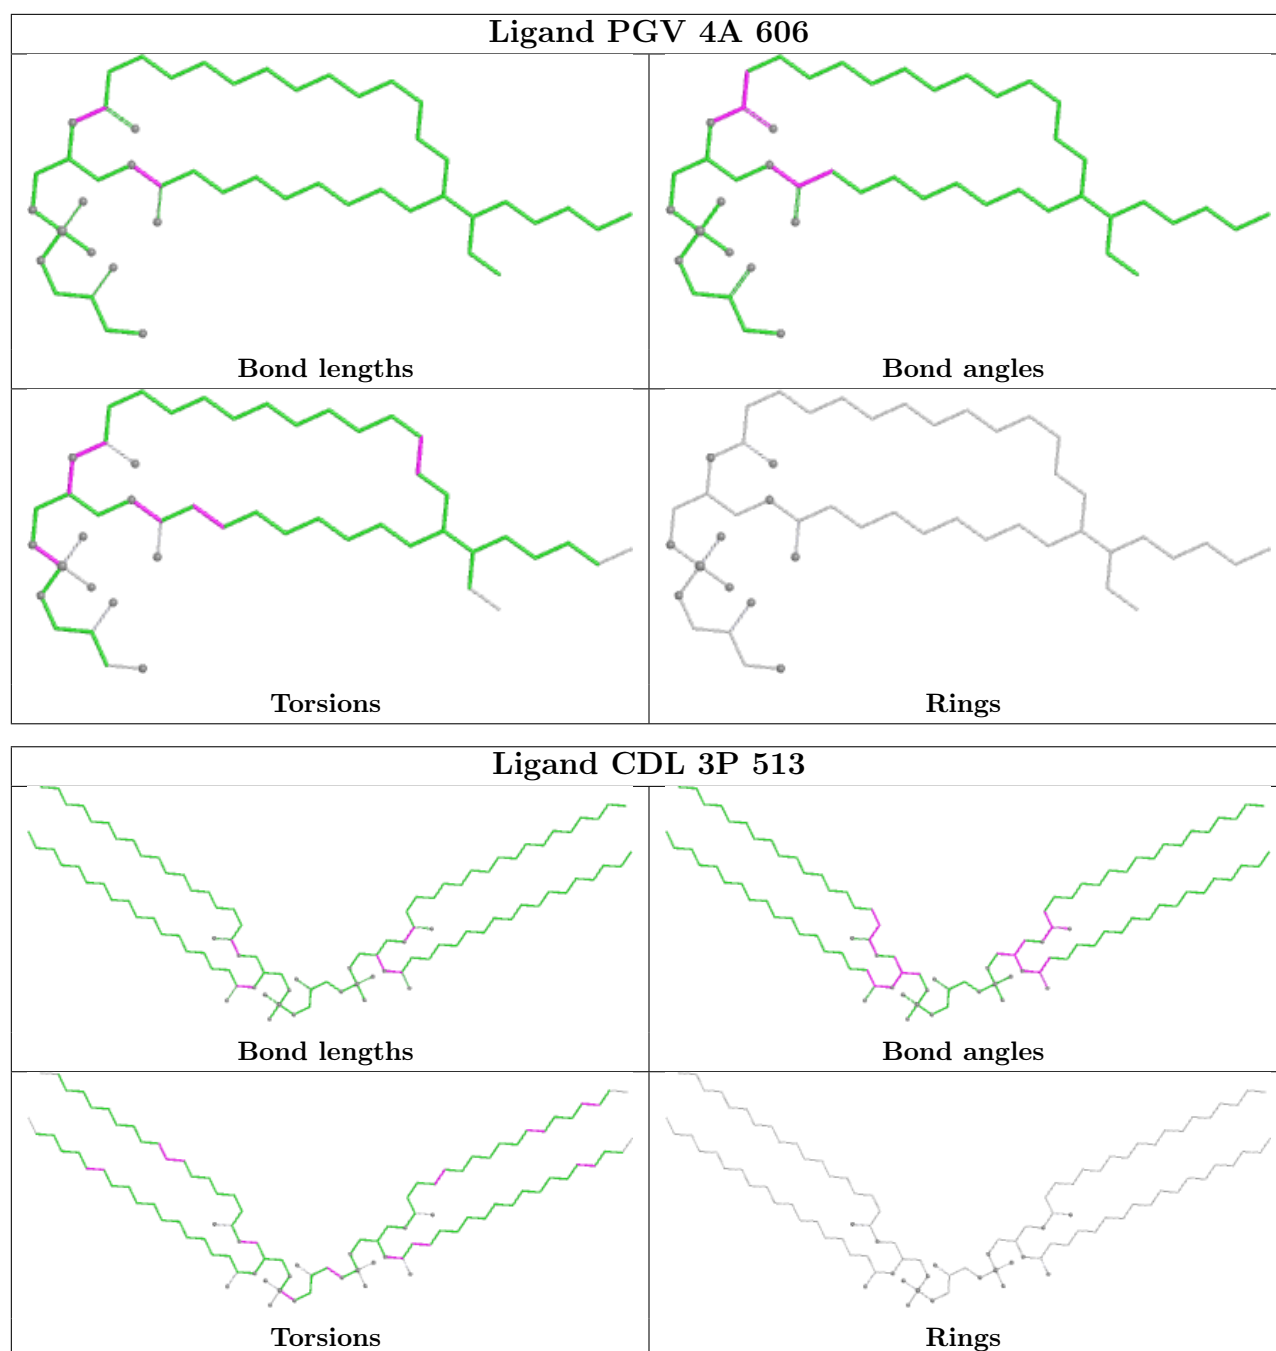 Ligand PGV 4A 606
Bond lengths
Bond angles
Torsions
Rings
Ligand CDL 3P 513
Bond lengths
Bond angles
Torsions
Rings